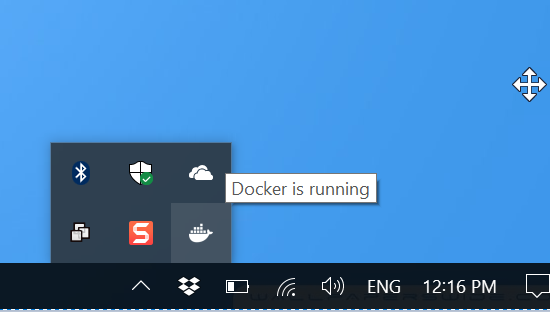 Docker is running
S
ENG 12:16 PM